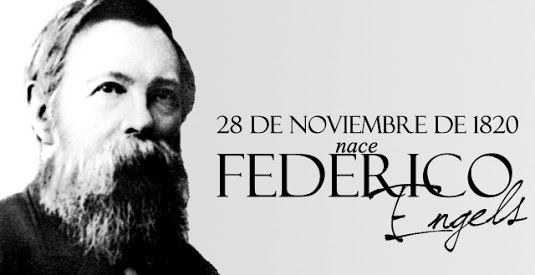 28 DE NOVIEMBRE DE 1820
nace
FEDERICO
Engels